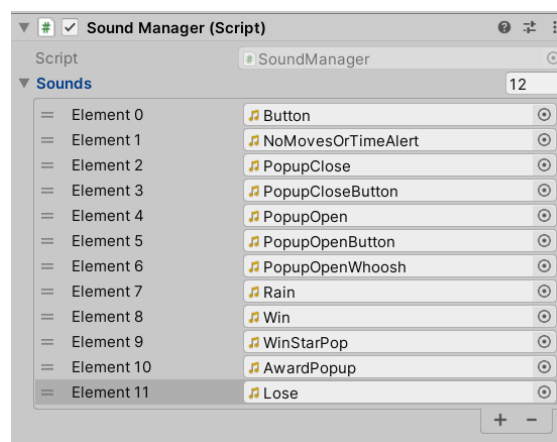 Sound Manager (Script)
Script # SoundManager
Sounds 12
Element 0 Button
Element 1 NoMovesOrTimeAlert
Element 2 PopupClose
Element 3 PopupCloseButton
Element 4 PopupOpen
Element 5 PopupOpenButton
Element 6 PopupOpenWhoosh
Element 7 Rain
Element 8 Win
Element 9 WinStarPop
Element 10 AwardPopup
Element 11 Lose